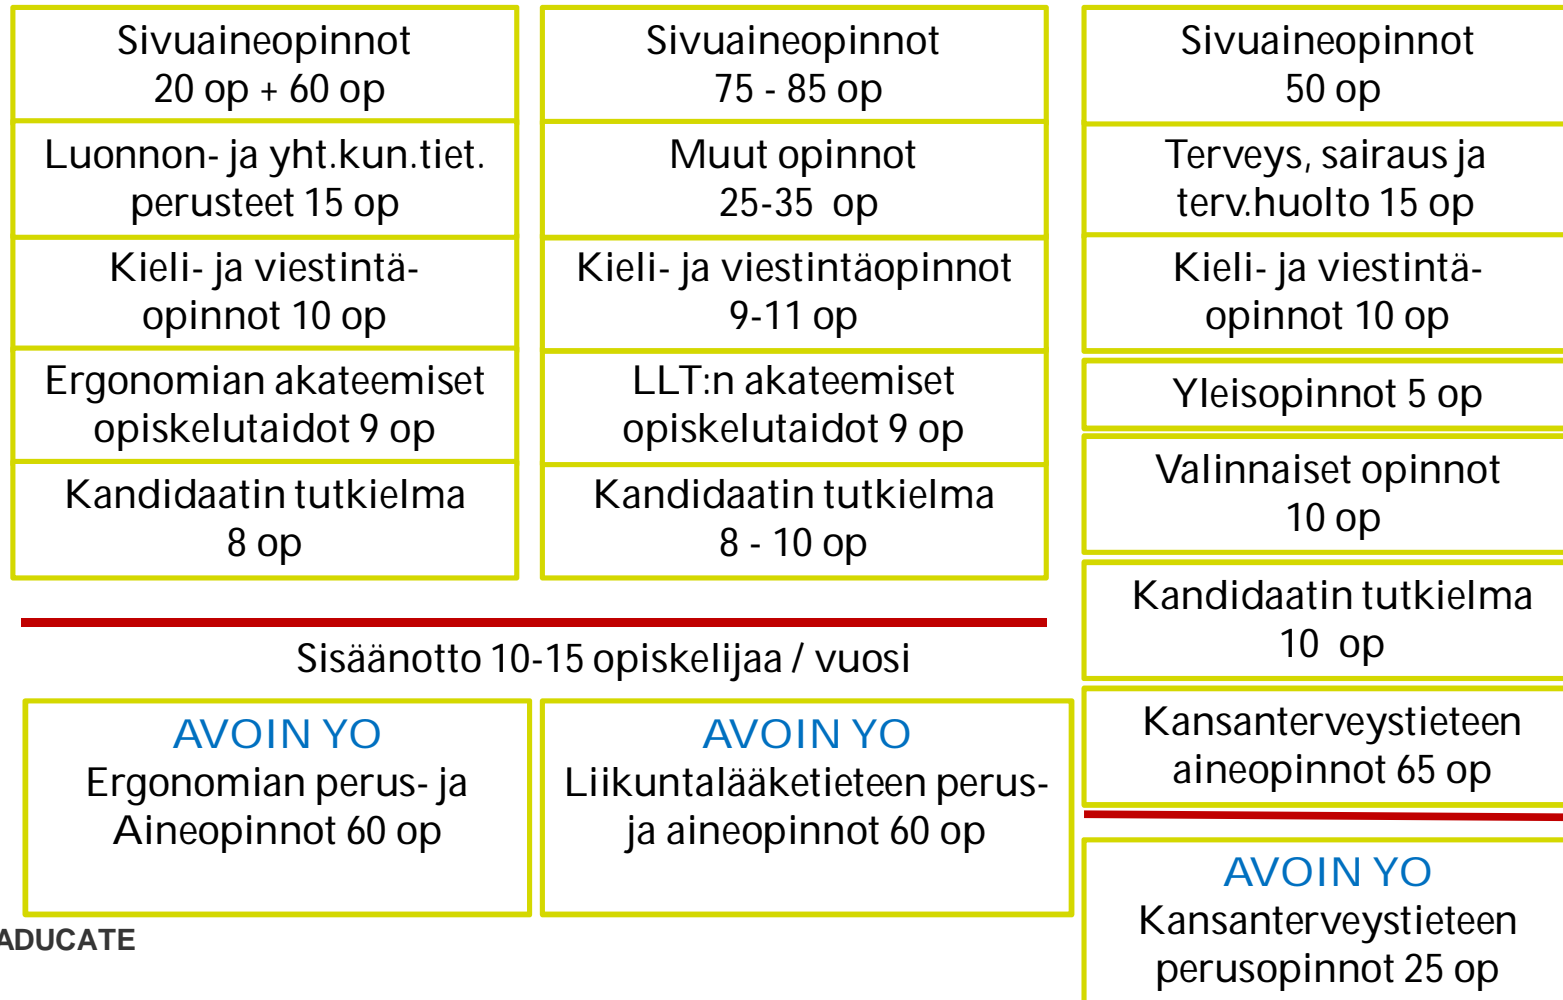 Sivuaineopinnot
20 op + 60 op
Luonnon- ja yht.kun.tiet.
perusteet 15 op
Kieli- ja viestintä-
opinnot 10 op
Ergonomian akateemiset
opiskelutaidot 9 op
Kandidaatin tutkielma
8 op
Sivuaineopinnot
75 - 85 op
Muut opinnot
25-35 op
Kieli- ja viestintäopinnot
9-11 op
LLT:n akateemiset
opiskelutaidot 9 op
Kandidaatin tutkielma
8 - 10 op
Sisäänotto 10-15 opiskelijaa / vuosi
AVOIN YO
Ergonomian perus- ja
Aineopinnot 60 op
AVOIN YO
Liikuntalääketieteen perus-
ja aineopinnot 60 op
Sivuaineopinnot
50 op
Terveys, sairaus ja
terv.huolto 15 op
Kieli- ja viestintä-
opinnot 10 op
Yleisopinnot 5 op
Valinnaiset opinnot
10 op
Kandidaatin tutkielma
10 op
Kansanterveystieteen
aineopinnot 65 op
AVOIN YO
Kansanterveystieteen
perusopinnot 25 op
ADUCATE